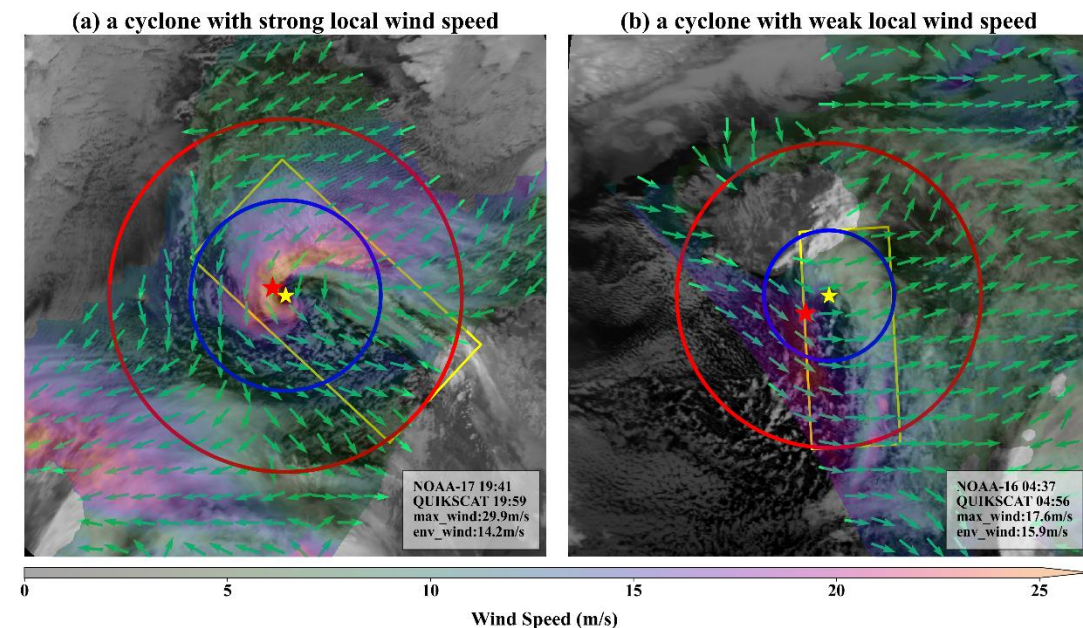 (a) a cyclone with strong local wind speed
(b) a cyclone with weak local wind speed
NOAA-17 19:41
QUIKSCAT 19:59
max_wind:29.9m/s
env_wind:14.2m/s
NOAA-16 04:37
QUIKSCAT 04:56
max_wind:17.6m/s
env_wind:15.9m/s
0 5 10 15 20 25
Wind Speed (m/s)